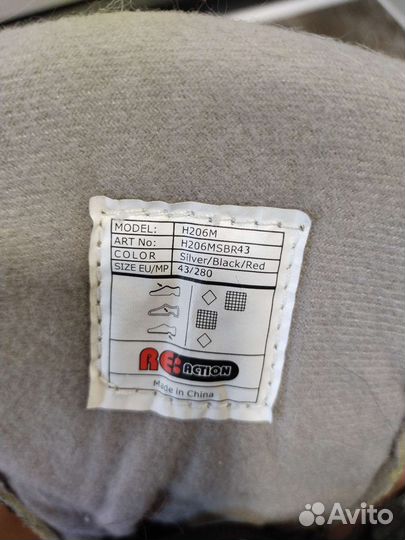 MODEL: H206M
ART No: H206MSBR43
COLOR Silver/Black/Red
SIZE EU/MP 43/280
RE:ACTION
Made in China
Avito